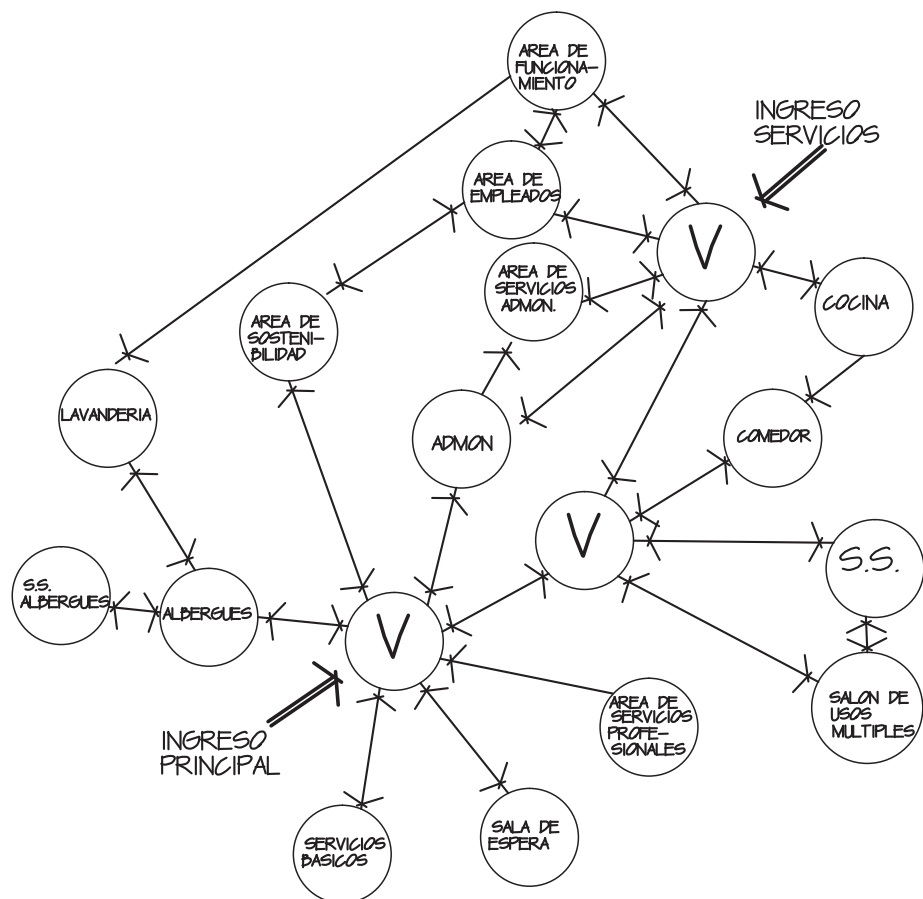 AREA DE
FUNCIONA-
MIENTO
INGRESO
SERVICIOS
AREA DE
EMPLEADOS
V
AREA DE
SERVICIOS
ADMON.
COCINA
AREA DE
SOSTENI-
BILIDAD
LAVANDERIA
ADMON
COMEDOR
V
S.S.
S.S.
ALBERGUES
ALBERGUES
V
AREA DE
SERVICIOS
PROFE-
SIONALES
SALON DE
USOS
MULTIPLES
INGRESO
PRINCIPAL
SERVICIOS
BASICOS
SALA DE
ESPERA